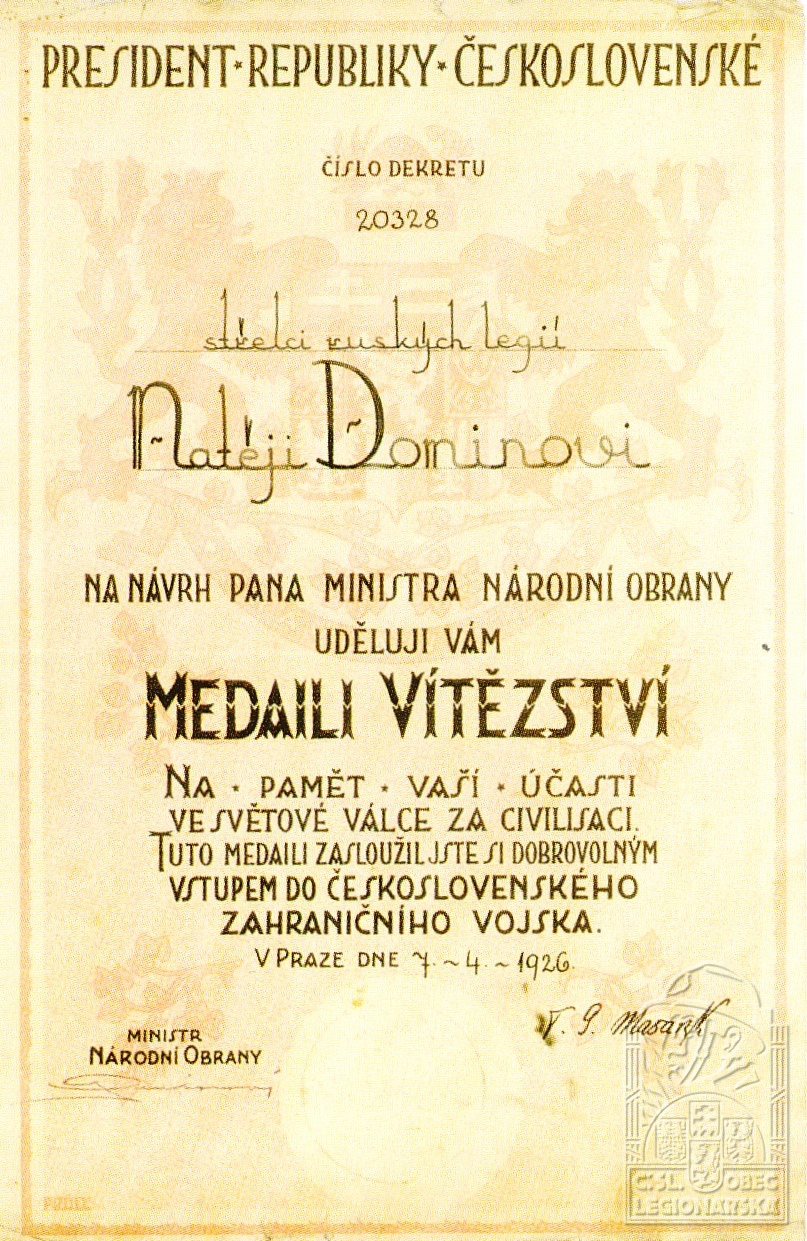 PRESIDENT * REPUBLIKY * ČESKOSLOVENSKÉ
ČÍSLO DEKRETU
20328
střelci ruských legií
Matěji Dominovi
NA NÁVRH PANA MINISTRA NÁRODNÍ OBRANY
UDĚLUJI VÁM
MEDAILI VÍTĚZSTVÍ
NA * PAMĚT * VAŠÍ * ÚČASTI
VE SVĚTOVÉ VÁLCE ZA CIVILISACI.
TUTO MEDAILI ZASLOUŽIL JSTE SI DOBROVOLNÝM
VSTUPEM DO ČESKOSLOVENSKÉHO
ZAHRANIČNÍHO VOJSKA.
V PRAZE DNE 7. ~ 4. ~ 1926.
T. G. Masaryk
MINISTR
NÁRODNÍ OBRANY
Č.SL. OBEC
LEGIONÁŘSKÁ